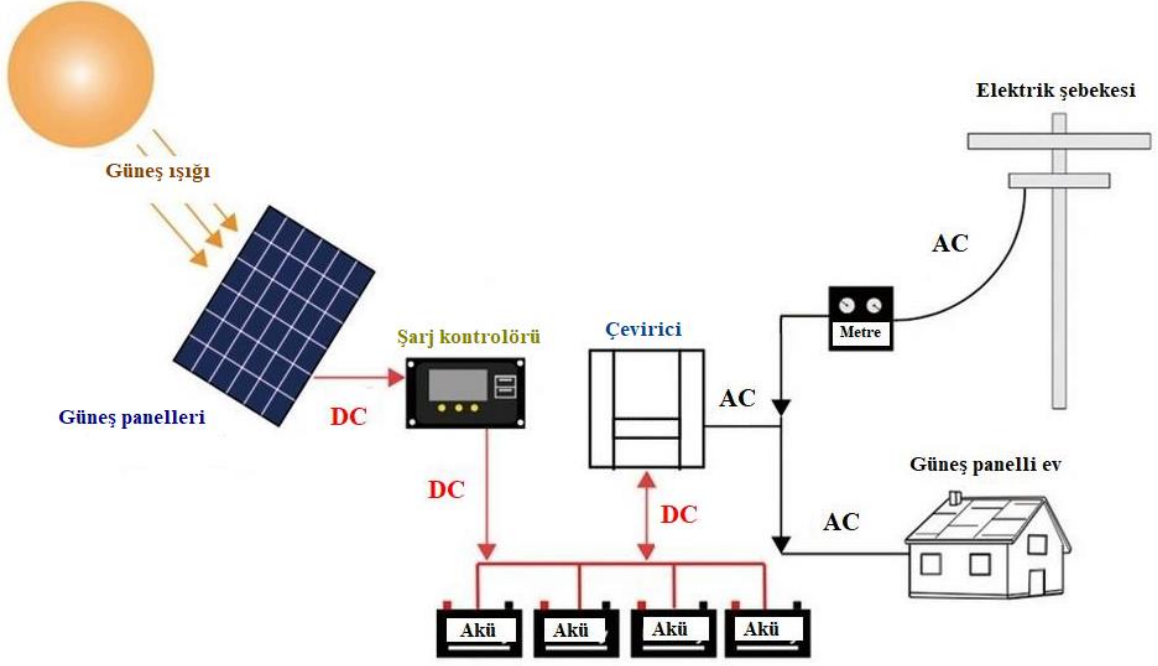 Elektrik şebekesi
Güneş ışığı
AC
Şarj kontrolörü
Çevirici
Metre
Güneş panelleri
DC
AC
Güneş panelli ev
DC
DC
AC
Akü
Akü
Akü
Akü